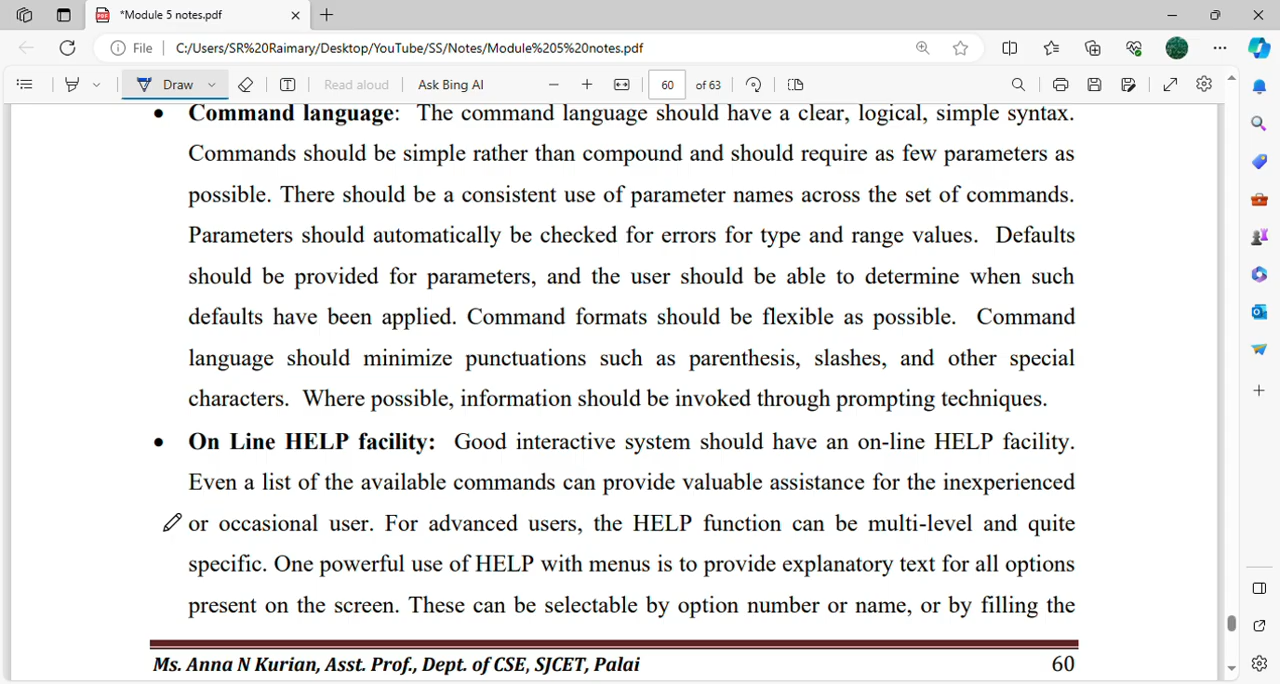 *Module 5 notes.pdf
File C:/Users/SR%20Raimary/Desktop/YouTube/SS/Notes/Module%205%20notes.pdf
Draw Read aloud Ask Bing AI 60 of 63
• Command language: The command language should have a clear, logical, simple syntax.
Commands should be simple rather than compound and should require as few parameters as
possible. There should be a consistent use of parameter names across the set of commands.
Parameters should automatically be checked for errors for type and range values. Defaults
should be provided for parameters, and the user should be able to determine when such
defaults have been applied. Command formats should be flexible as possible. Command
language should minimize punctuations such as parenthesis, slashes, and other special
characters. Where possible, information should be invoked through prompting techniques.
• On Line HELP facility: Good interactive system should have an on-line HELP facility.
Even a list of the available commands can provide valuable assistance for the inexperienced
or occasional user. For advanced users, the HELP function can be multi-level and quite
specific. One powerful use of HELP with menus is to provide explanatory text for all options
present on the screen. These can be selectable by option number or name, or by filling the
Ms. Anna N Kurian, Asst. Prof., Dept. of CSE, SJCET, Palai 60